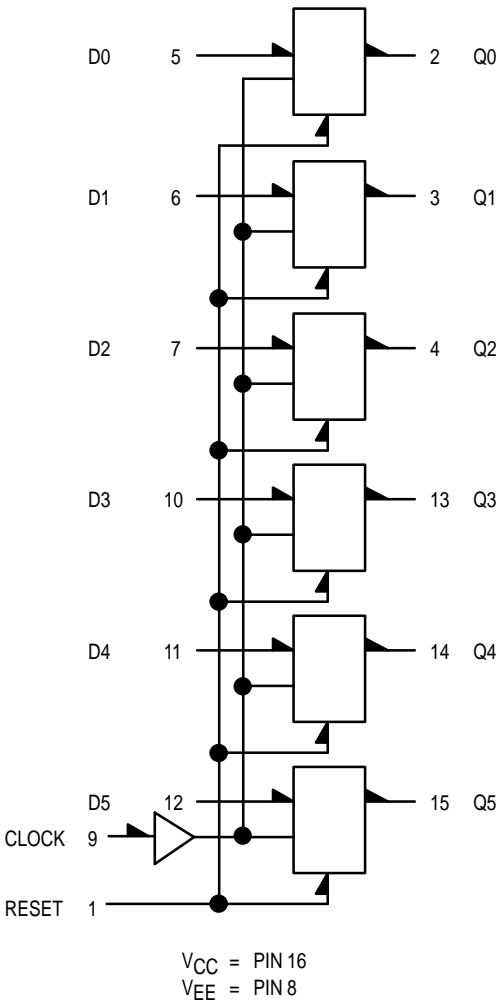 D0 5 2 Q0
D1 6 3 Q1
D2 7 4 Q2
D3 10 13 Q3
D4 11 14 Q4
D5 12 15 Q5
CLOCK 9
RESET 1
VCC = PIN 16
VEE = PIN 8